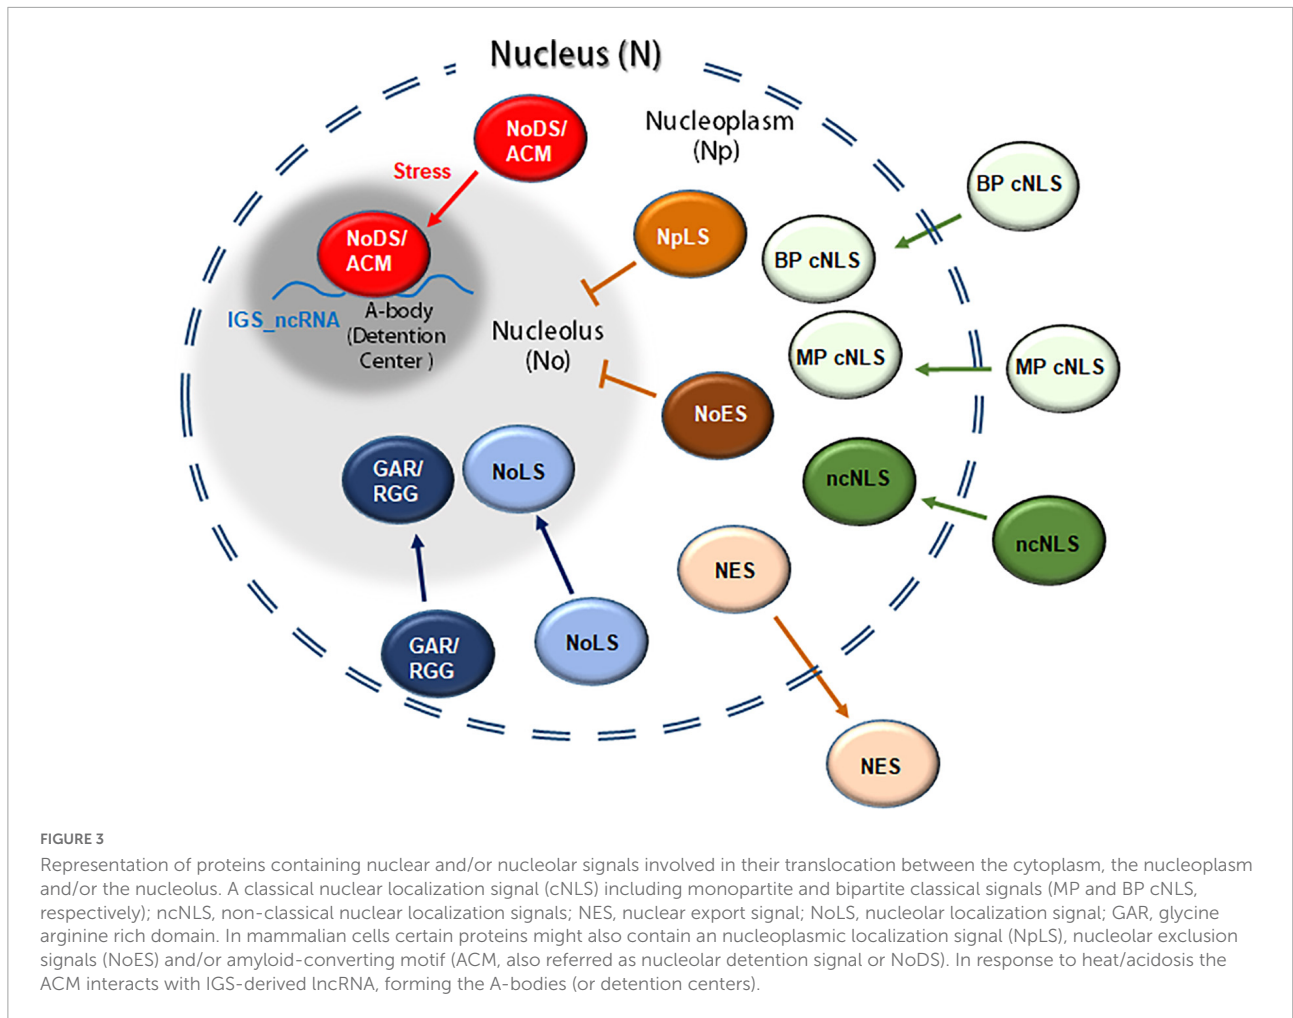 Nucleus (N)
NoDS/
ACM
Nucleoplasm
(Np)
Stress
BP cNLS
NoDS/
ACM
NpLS
BP cNLS
IGS_ncRNA
A-body
(Detention
Center )
Nucleolus
(No)
MP cNLS
MP cNLS
NoES
GAR/
RGG
NoLS
ncNLS
ncNLS
NES
GAR/
RGG
NoLS
NES
FIGURE 3
Representation of proteins containing nuclear and/or nucleolar signals involved in their translocation between the cytoplasm, the nucleoplasm
and/or the nucleolus. A classical nuclear localization signal (cNLS) including monopartite and bipartite classical signals (MP and BP cNLS,
respectively); ncNLS, non-classical nuclear localization signals; NES, nuclear export signal; NoLS, nucleolar localization signal; GAR, glycine
arginine rich domain. In mammalian cells certain proteins might also contain an nucleoplasmic localization signal (NpLS), nucleolar exclusion
signals (NoES) and/or amyloid-converting motif (ACM, also referred as nucleolar detention signal or NoDS). In response to heat/acidosis the
ACM interacts with IGS-derived lncRNA, forming the A-bodies (or detention centers).